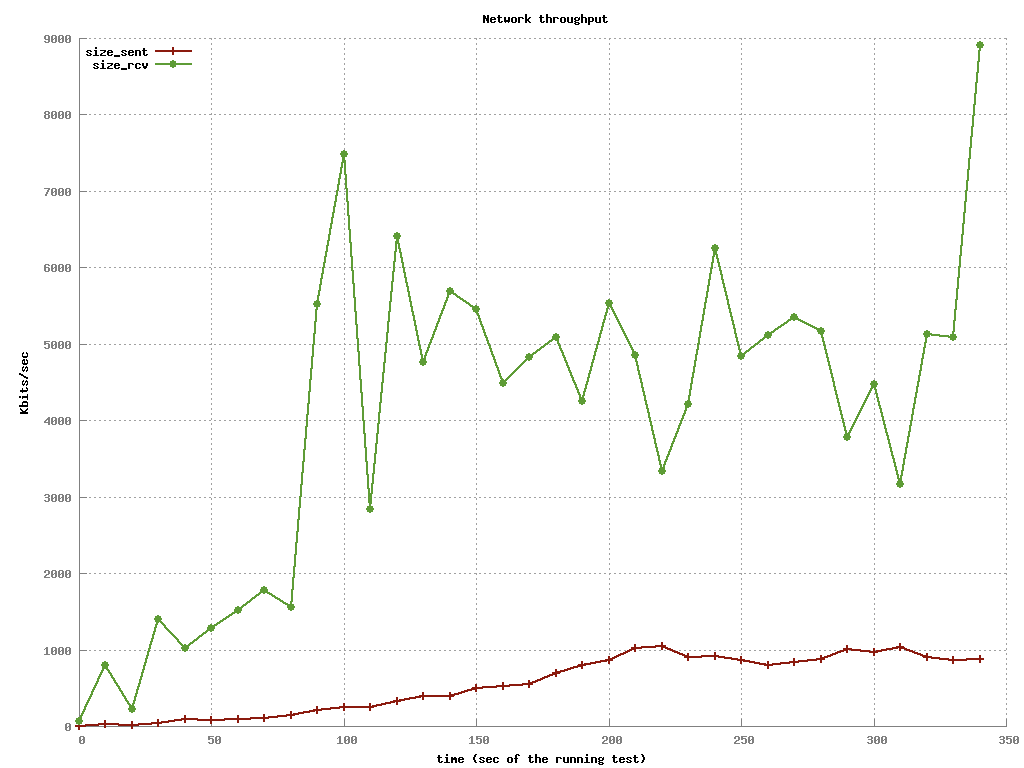 Network throughput
size_sent
size_rcv
9000
8000
7000
6000
5000
4000
3000
2000
1000
0
Kbits/sec
0 50 100 150 200 250 300 350
time (sec of the running test)